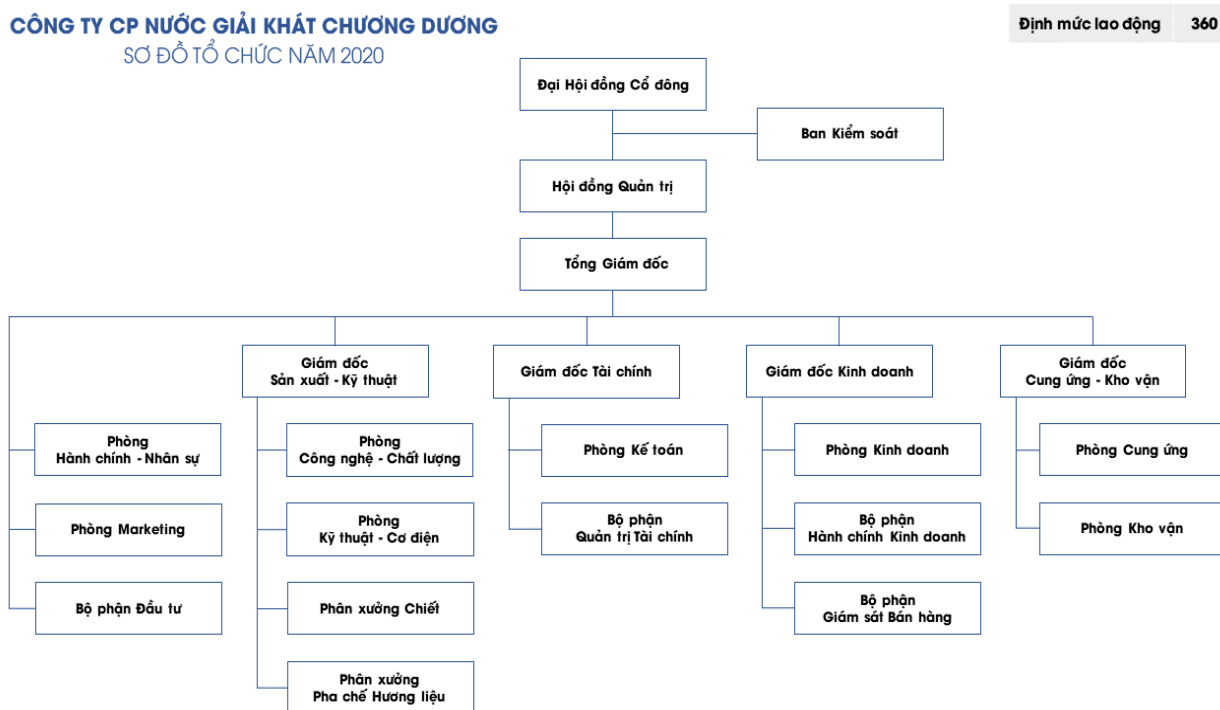 CÔNG TY CP NƯỚC GIẢI KHÁT CHƯƠNG DƯƠNG
SƠ ĐỒ TỔ CHỨC NĂM 2020
Định mức lao động 360
Đại Hội đồng Cổ đông
Ban Kiểm soát
Hội đồng Quản trị
Tổng Giám đốc
Giám đốc
Sản xuất - Kỹ thuật
Giám đốc Tài chính
Giám đốc Kinh doanh
Giám đốc
Cung ứng - Kho vận
Phòng
Hành chính - Nhân sự
Phòng
Công nghệ - Chất lượng
Phòng Kế toán
Phòng Kinh doanh
Phòng Cung ứng
Phòng Marketing
Phòng
Kỹ thuật - Cơ điện
Bộ phận
Quản trị Tài chính
Bộ phận
Hành chính Kinh doanh
Phòng Kho vận
Bộ phận Đầu tư
Phân xưởng Chiết
Bộ phận
Giám sát Bán hàng
Phân xưởng
Pha chế Hương liệu